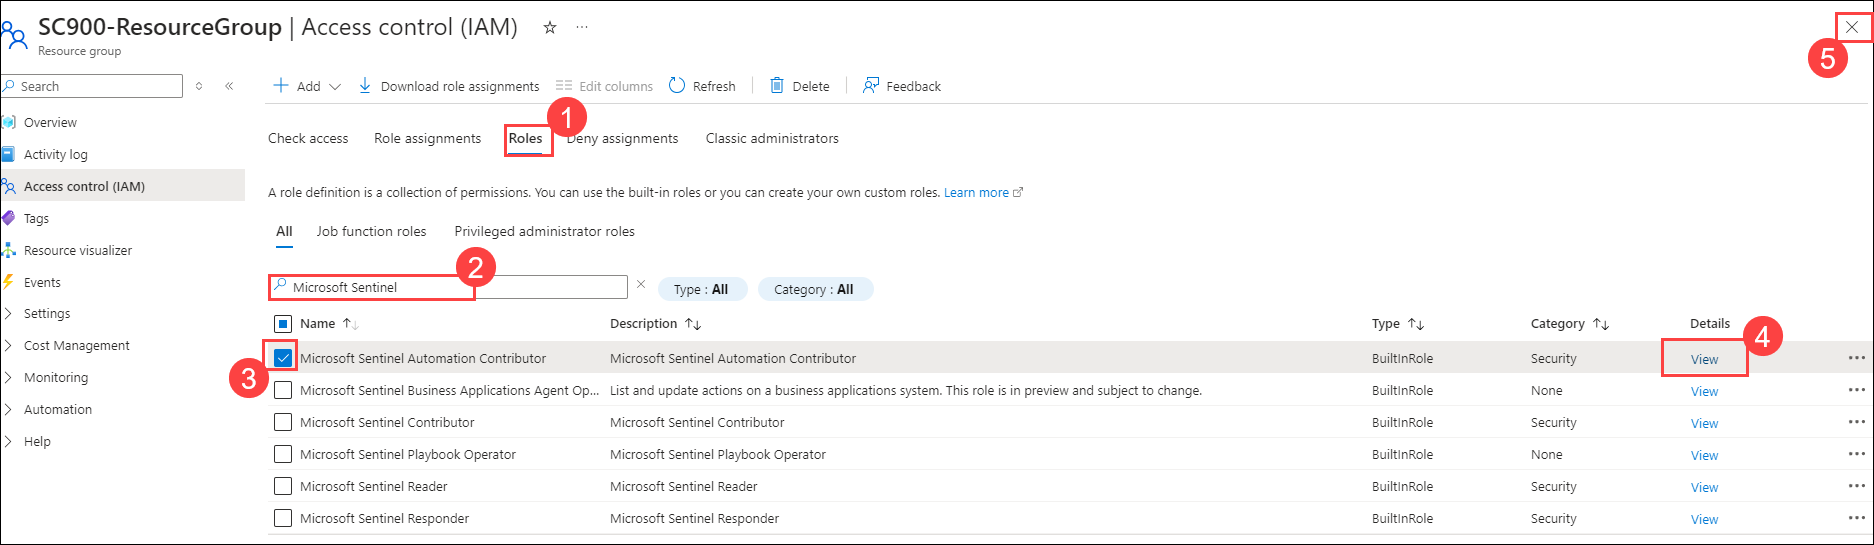 SC900-ResourceGroup | Access control (IAM) ☆ ···
Resource group
5
Search
Add Download role assignments Edit columns Refresh Delete Feedback
1
Overview
Activity log
Access control (IAM)
Tags
Resource visualizer
Events
Settings
Cost Management
Monitoring
Automation
Help
Check access Role assignments Roles Deny assignments Classic administrators
A role definition is a collection of permissions. You can use the built-in roles or you can create your own custom roles. Learn more
All Job function roles Privileged administrator roles
2
Microsoft Sentinel Type : All Category : All
Name Description Type Category Details
4
3
Microsoft Sentinel Automation Contributor Microsoft Sentinel Automation Contributor BuiltInRole Security View ···
Microsoft Sentinel Business Applications Agent Op... List and update actions on a business applications system. This role is in preview and subject to change. BuiltInRole None View ···
Microsoft Sentinel Contributor Microsoft Sentinel Contributor BuiltInRole Security View ···
Microsoft Sentinel Playbook Operator Microsoft Sentinel Playbook Operator BuiltInRole None View ···
Microsoft Sentinel Reader Microsoft Sentinel Reader BuiltInRole Security View ···
Microsoft Sentinel Responder Microsoft Sentinel Responder BuiltInRole Security View ···